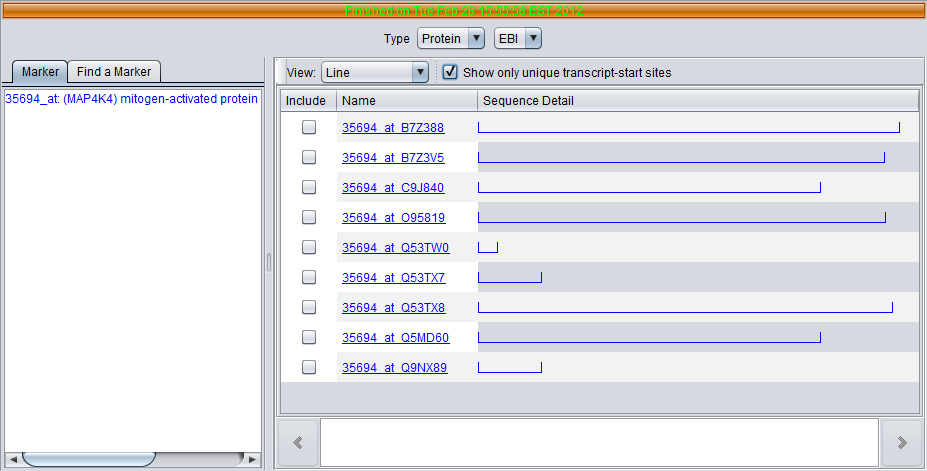 Finished on Tue Feb 28 15:55:58 EST 2012
Type Protein EBI
Marker Find a Marker
View: Line Show only unique transcript-start sites
35694_at: (MAP4K4) mitogen-activated protein
Include Name Sequence Detail
35694_at_B7Z388
35694_at_B7Z3V5
35694_at_C9J840
35694_at_O95819
35694_at_Q53TW0
35694_at_Q53TX7
35694_at_Q53TX8
35694_at_Q5MD60
35694_at_Q9NX89